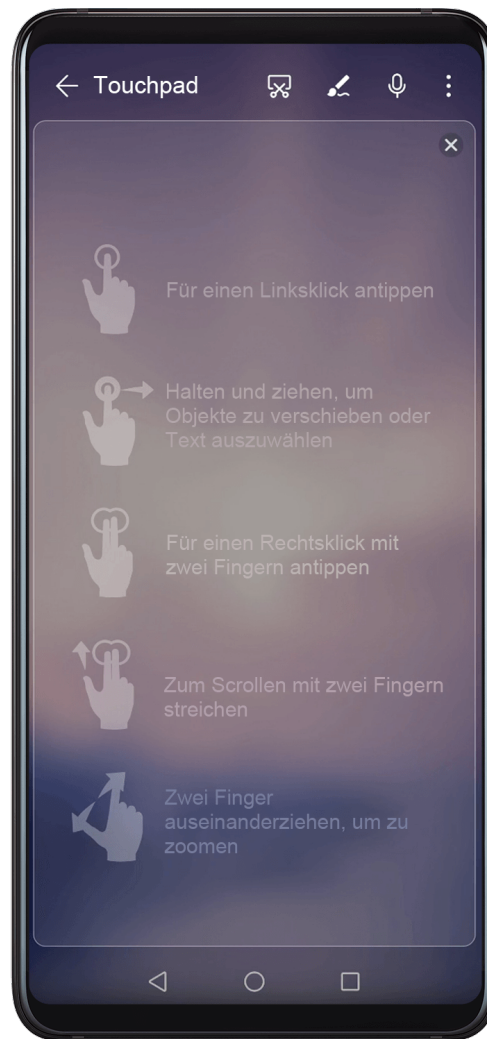 Touchpad
Für einen Linksklick antippen
Halten und ziehen, um
Objekte zu verschieben oder
Text auszuwählen
Für einen Rechtsklick mit
zwei Fingern antippen
Zum Scrollen mit zwei Fingern
streichen
Zwei Finger
auseinanderziehen, um zu
zoomen